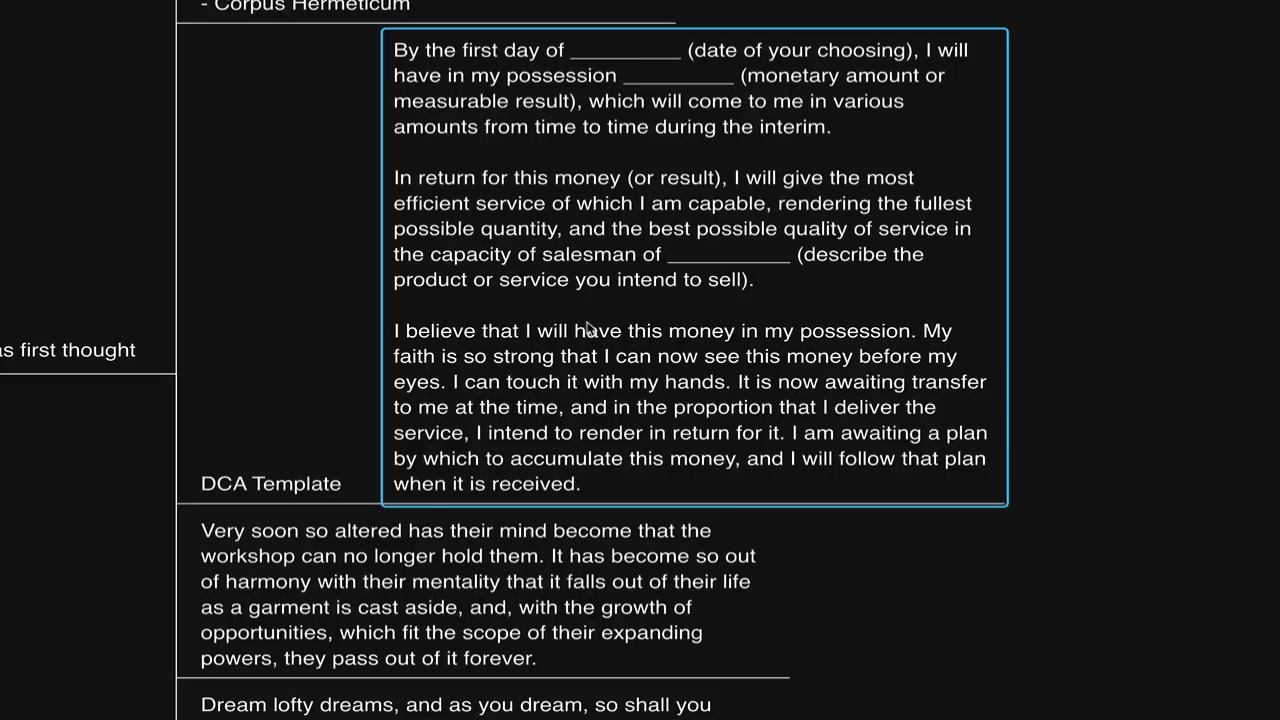 - Corpus Hermeticum
By the first day of __________ (date of your choosing), I will
have in my possession __________ (monetary amount or
measurable result), which will come to me in various
amounts from time to time during the interim.
In return for this money (or result), I will give the most
efficient service of which I am capable, rendering the fullest
possible quantity, and the best possible quality of service in
the capacity of salesman of ___________ (describe the
product or service you intend to sell).
I believe that I will have this money in my possession. My
faith is so strong that I can now see this money before my
eyes. I can touch it with my hands. It is now awaiting transfer
to me at the time, and in the proportion that I deliver the
service, I intend to render in return for it. I am awaiting a plan
by which to accumulate this money, and I will follow that plan
when it is received.
as first thought
DCA Template
Very soon so altered has their mind become that the
workshop can no longer hold them. It has become so out
of harmony with their mentality that it falls out of their life
as a garment is cast aside, and, with the growth of
opportunities, which fit the scope of their expanding
powers, they pass out of it forever.
Dream lofty dreams, and as you dream, so shall you